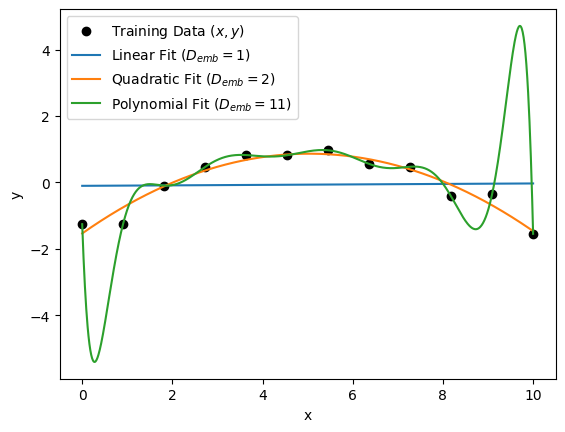 Training Data (x, y)
Linear Fit (D_emb = 1)
Quadratic Fit (D_emb = 2)
Polynomial Fit (D_emb = 11)
4
2
0
−2
−4
y
0 2 4 6 8 10
x